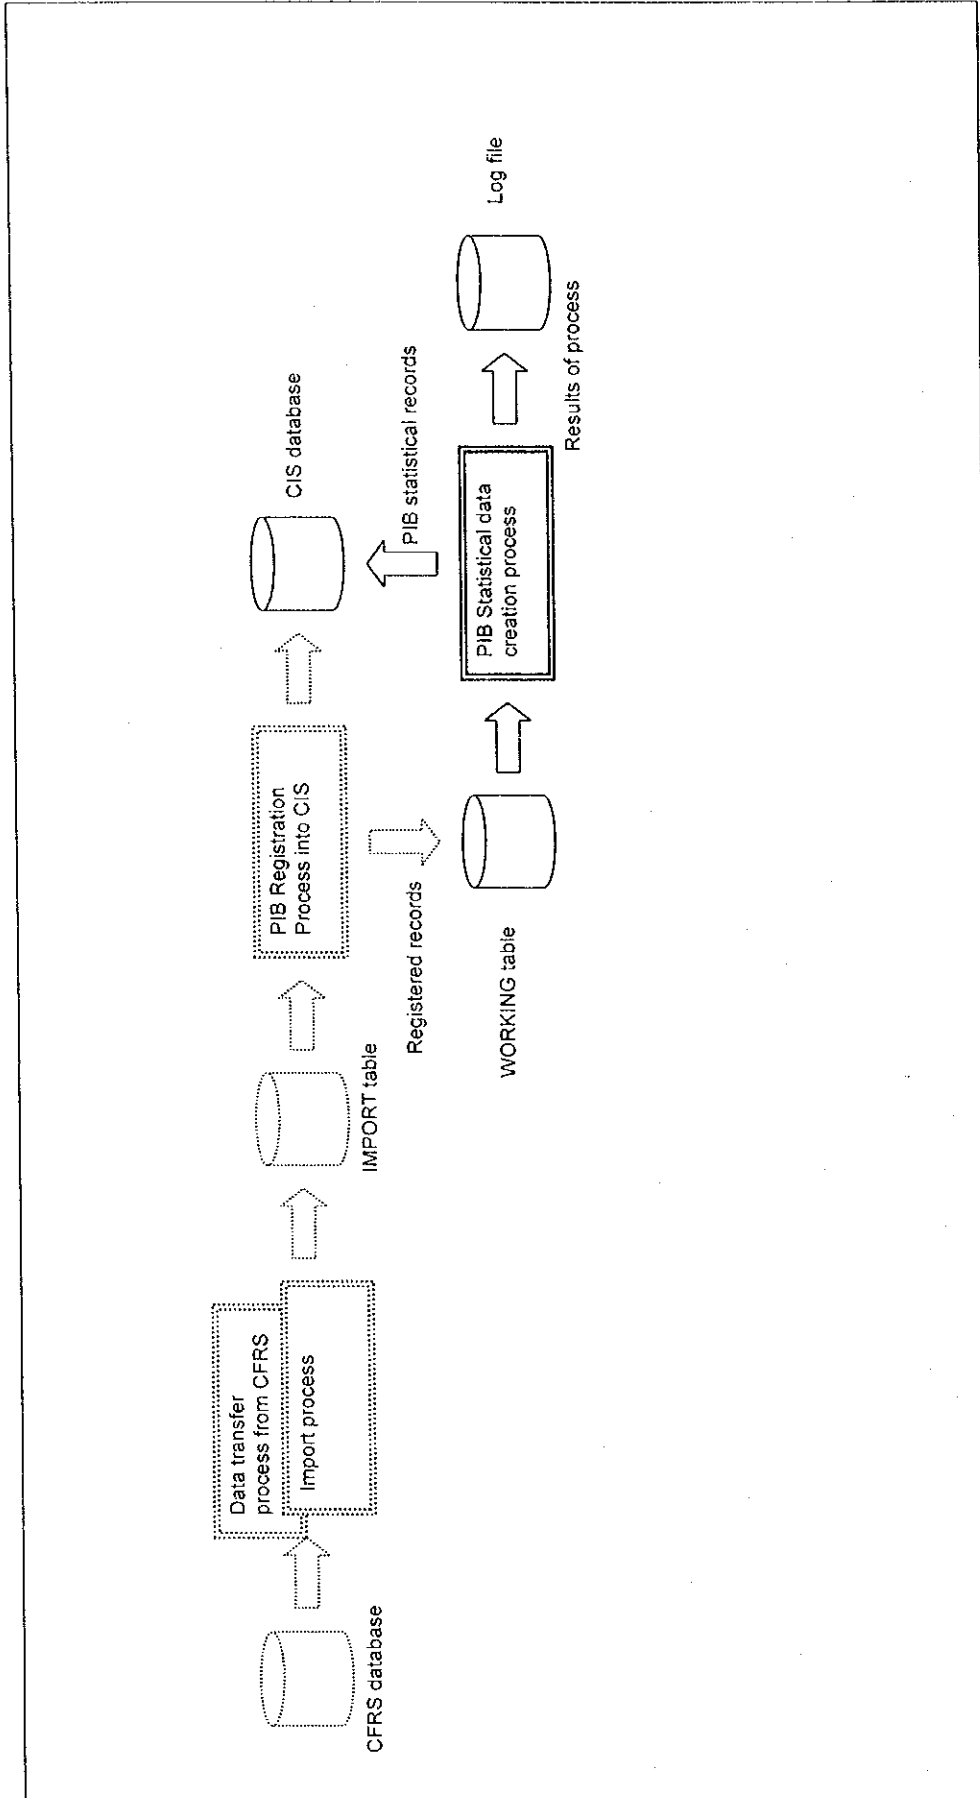 Data transfer
process from CFRS
Import process
CFRS database
IMPORT table
PIB Registration
Process into CIS
CIS database
Registered records
WORKING table
PIB Statistical data
creation process
PIB statistical records
Results of process
Log file